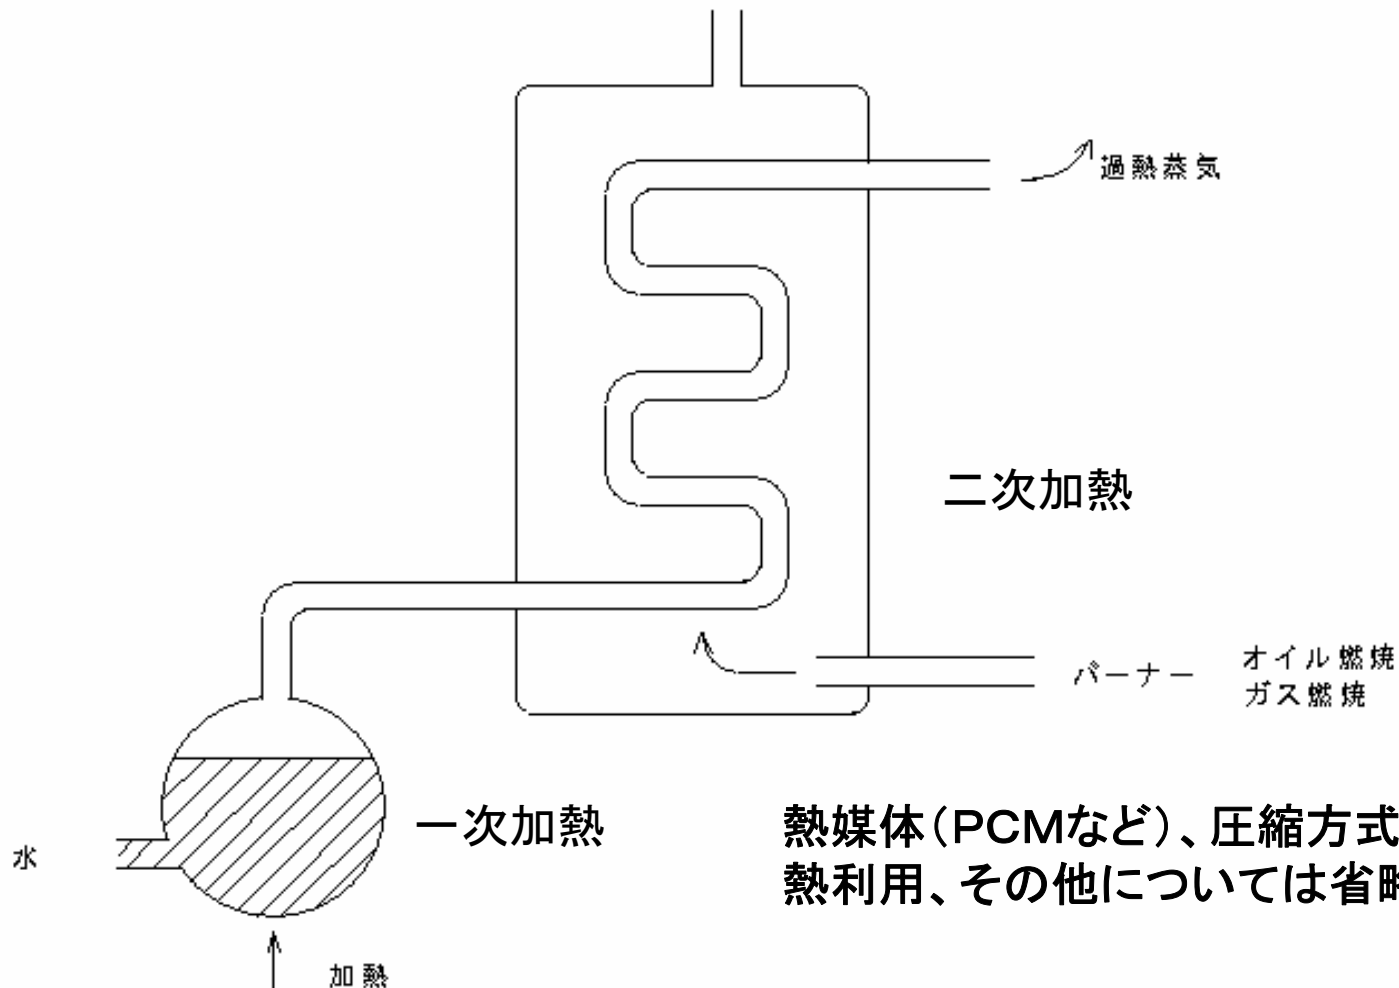 過熱蒸気
二次加熱
バーナー
オイル燃焼
ガス燃焼
一次加熱
水
熱媒体(PCMなど)、圧縮方式
熱利用、その他については省略
加熱